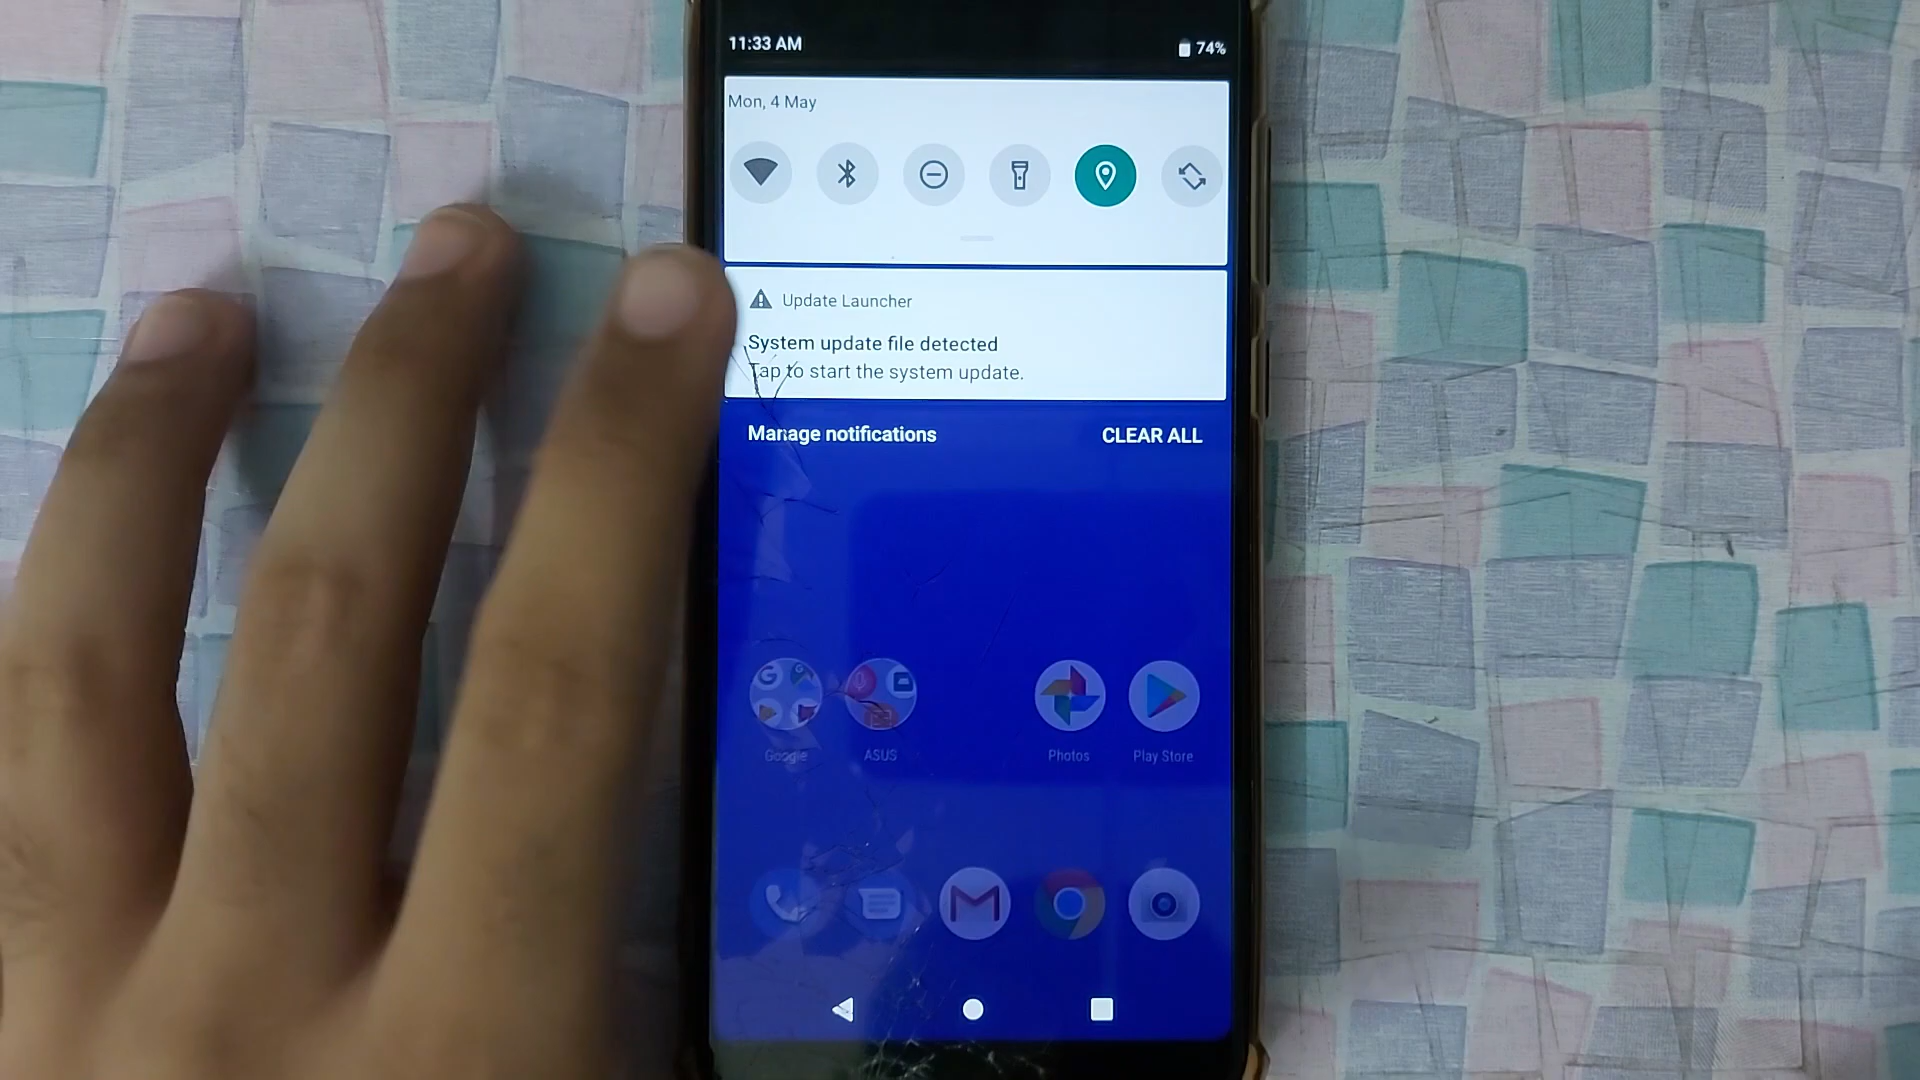 11:33 AM
74%
Mon, 4 May
Update Launcher
System update file detected
Tap to start the system update.
Manage notifications
CLEAR ALL
Google
ASUS
Photos
Play Store